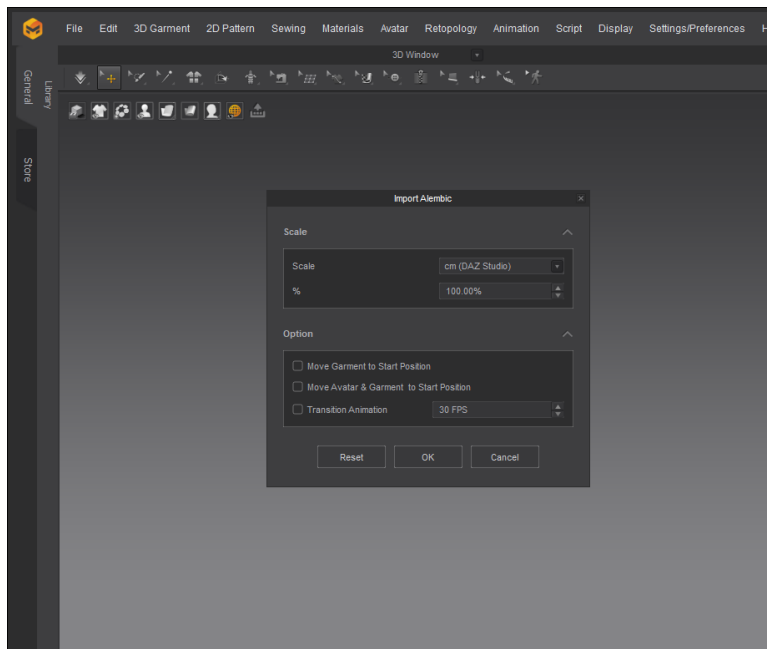 File Edit 3D Garment 2D Pattern Sewing Materials Avatar Retopology Animation Script Display Settings/Preferences H
3D Window
General
Library
Store
Import Alembic
Scale
Scale cm (DAZ Studio)
% 100.00%
Option
Move Garment to Start Position
Move Avatar & Garment to Start Position
Transition Animation 30 FPS
Reset OK Cancel